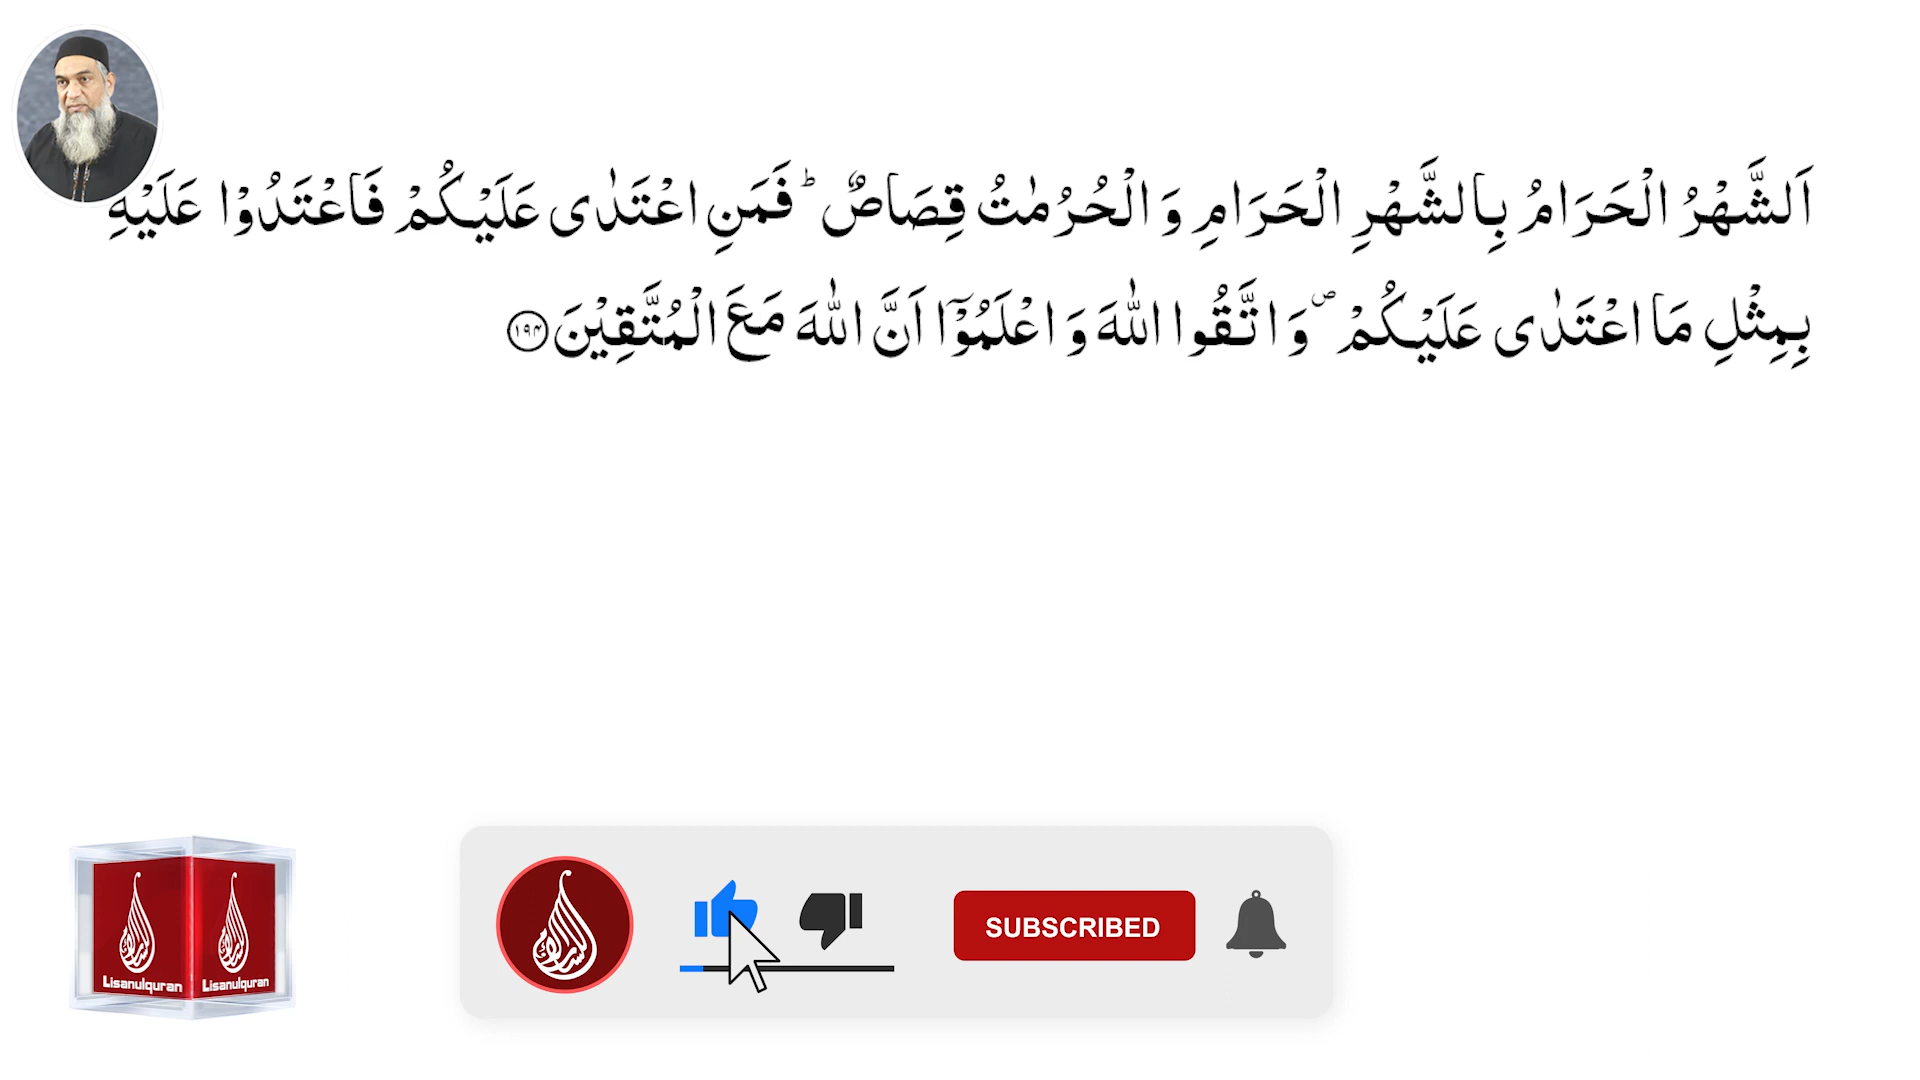 اَلشَّهْرُ الْحَرَامُ بِالشَّهْرِ الْحَرَامِ وَ الْحُرُمٰتُ قِصَاصٌ ؕ فَمَنِ اعْتَدٰی عَلَیْكُمْ فَاعْتَدُوْا عَلَیْهِ
بِمِثْلِ مَا اعْتَدٰی عَلَیْكُمْ ۪ وَ اتَّقُوا اللّٰهَ وَ اعْلَمُوْۤا اَنَّ اللّٰهَ مَعَ الْمُتَّقِیْنَ ﴿۱۹۴﴾
SUBSCRIBED
Lisanulquran Lisanulquran